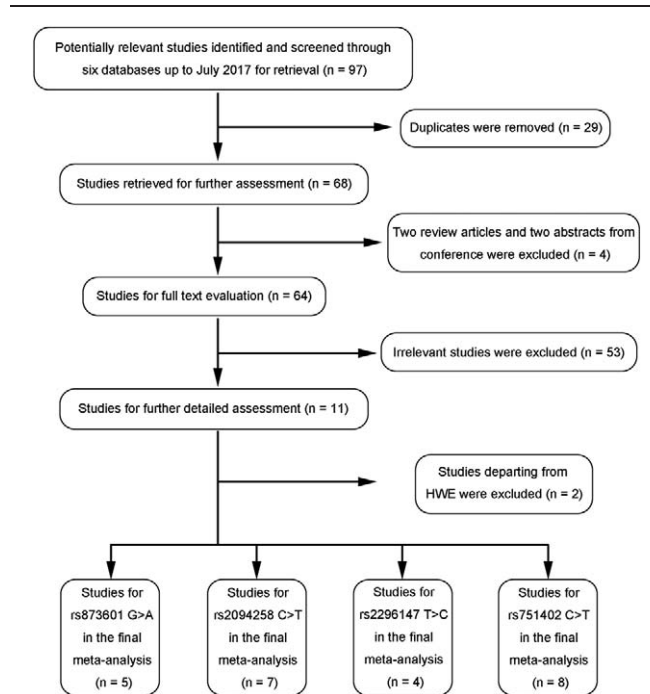 Potentially relevant studies identified and screened through
six databases up to July 2017 for retrieval (n = 97)
Duplicates were removed (n = 29)
Studies retrieved for further assessment (n = 68)
Two review articles and two abstracts from
conference were excluded (n = 4)
Studies for full text evaluation (n = 64)
Irrelevant studies were excluded (n = 53)
Studies for further detailed assessment (n = 11)
Studies departing from
HWE were excluded (n = 2)
Studies for
rs873601 G>A
in the final
meta-analysis
(n = 5)
Studies for
rs2094258 C>T
in the final
meta-analysis
(n = 7)
Studies for
rs2296147 T>C
in the final
meta-analysis
(n = 4)
Studies for
rs751402 C>T
in the final
meta-analysis
(n = 8)